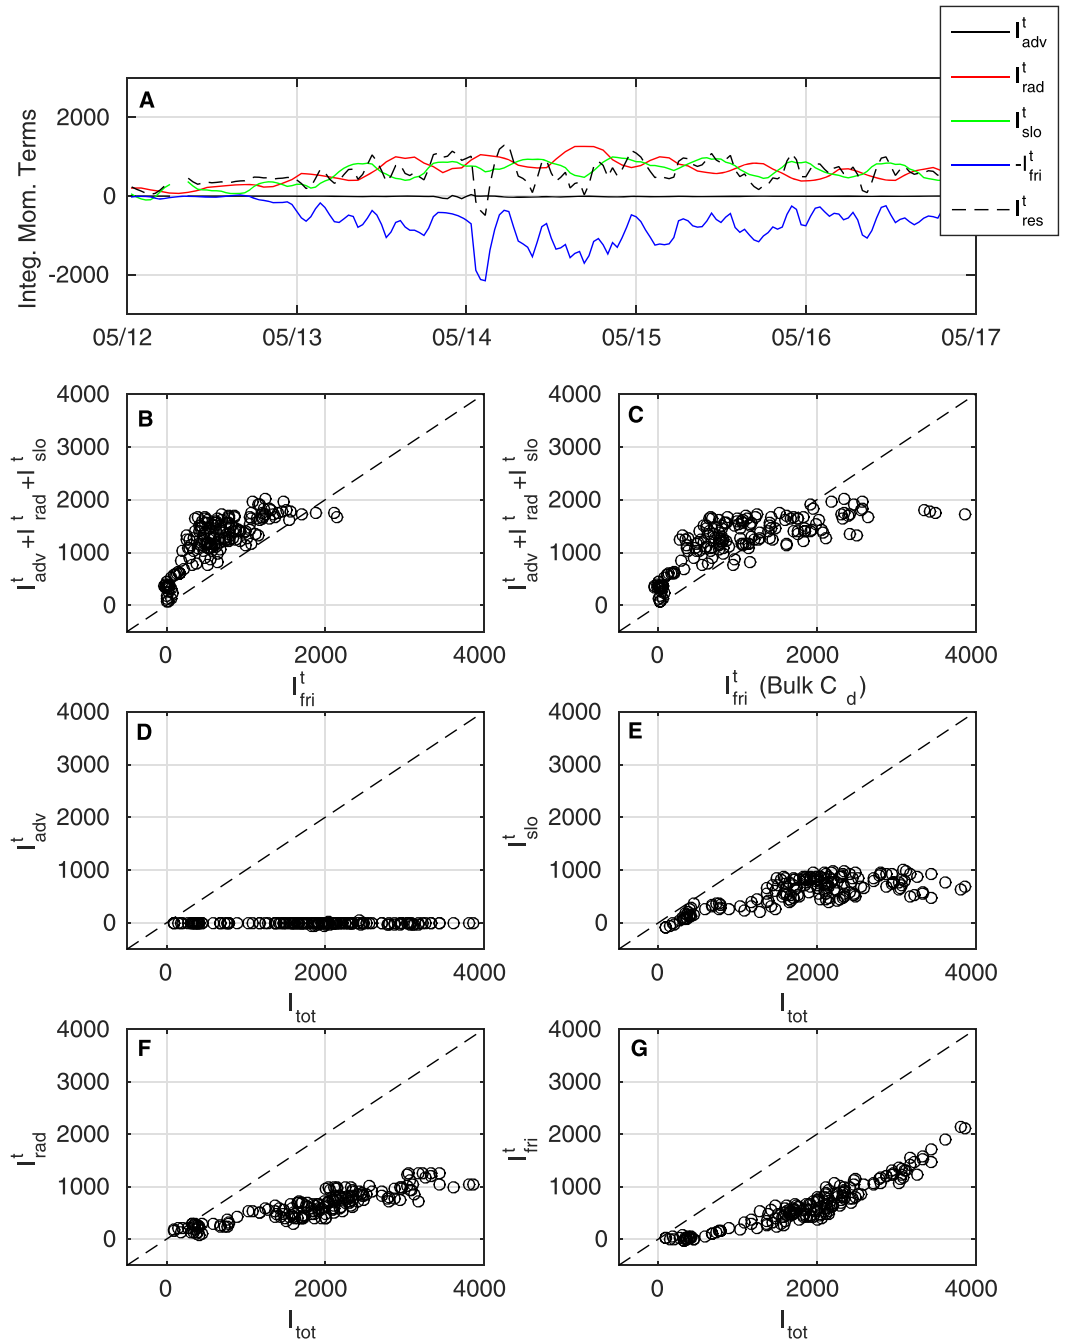 I^t_adv
I^t_rad
I^t_slo
-I^t_fri
I^t_res
A
Integ. Mom. Terms
2000
0
-2000
05/12 05/13 05/14 05/15 05/16 05/17
B
I^t_adv+I^t_rad+I^t_slo
4000
3000
2000
1000
0
0 2000 4000
I^t_fri
C
I^t_adv+I^t_rad+I^t_slo
4000
3000
2000
1000
0
0 2000 4000
I^t_fri (Bulk C_d)
D
I^t_adv
4000
3000
2000
1000
0
0 2000 4000
I_tot
E
I^t_slo
4000
3000
2000
1000
0
0 2000 4000
I_tot
F
I^t_rad
4000
3000
2000
1000
0
0 2000 4000
I_tot
G
I^t_fri
4000
3000
2000
1000
0
0 2000 4000
I_tot